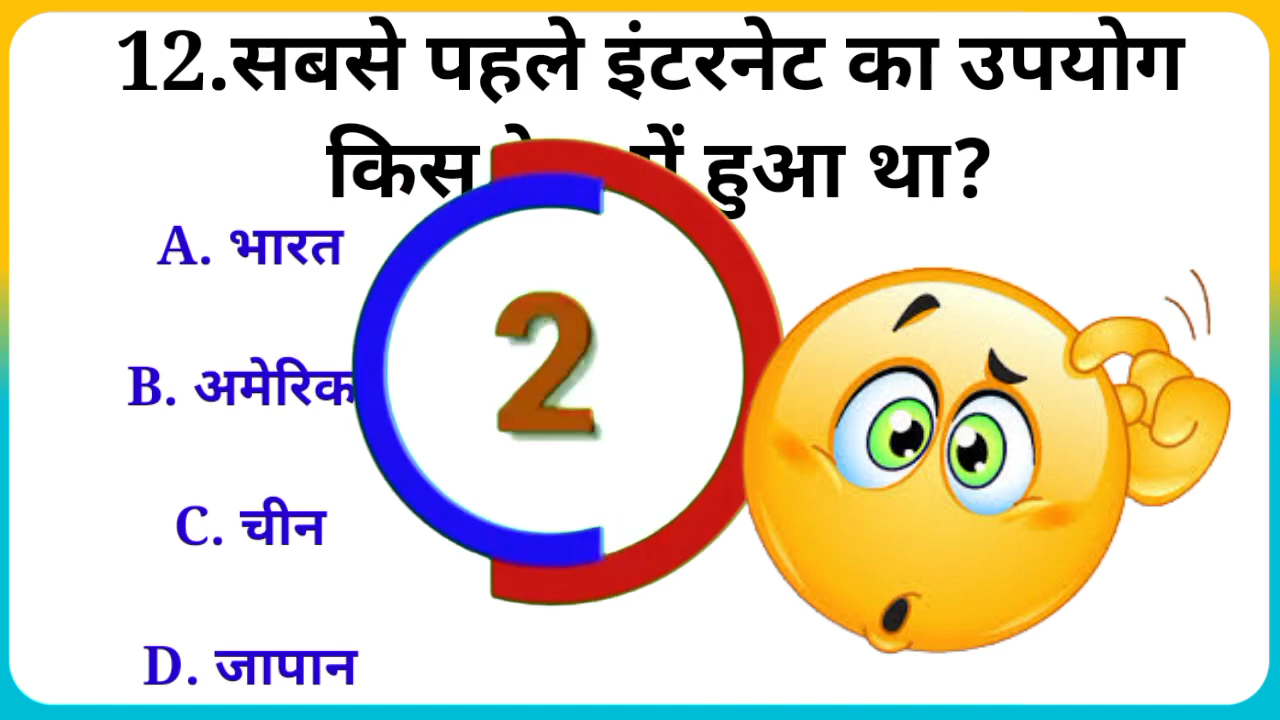 12.सबसे पहले इंटरनेट का उपयोग
किस में हुआ था?
A. भारत
B. अमेरिक
2
C. चीन
D. जापान